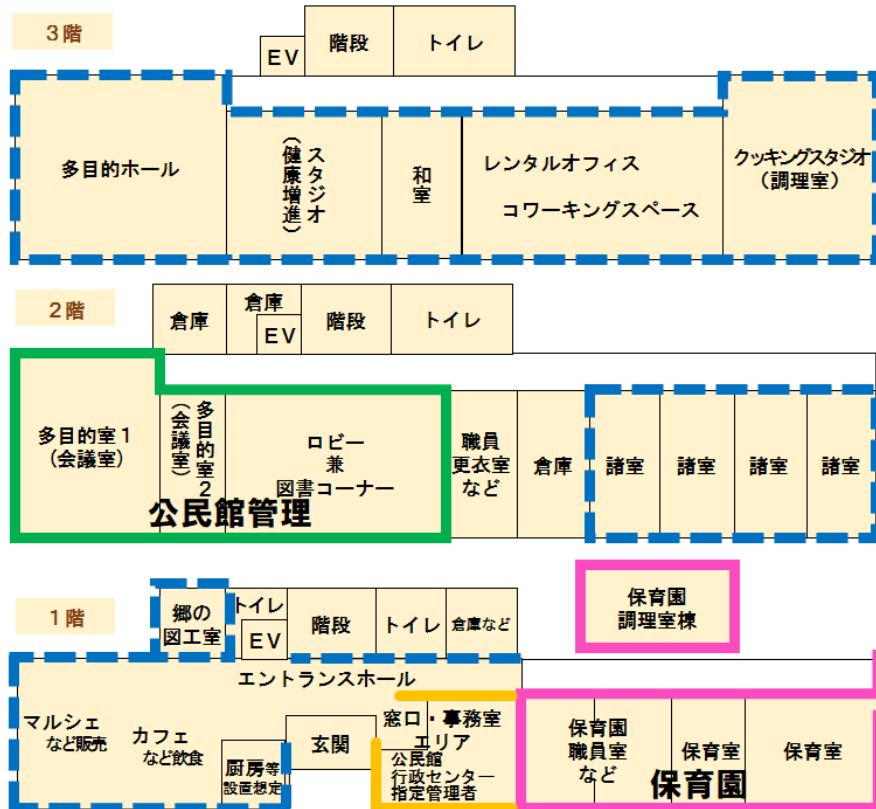 ３階
ＥＶ
階段
トイレ
多目的ホール
スタジオ
（健康増進）
和室
レンタルオフィス
コワーキングスペース
クッキングスタジオ
（調理室）
２階
倉庫
倉庫
ＥＶ
階段
トイレ
多目的室１
（会議室）
多目的室２
（会議室）
ロビー
兼
図書コーナー
公民館管理
職員
更衣室
など
倉庫
諸室
諸室
諸室
諸室
１階
郷の
図工室
トイレ
ＥＶ
階段
トイレ
倉庫など
保育園
調理室棟
エントランスホール
マルシェ
など販売
カフェ
など飲食
厨房等
設置想定
玄関
窓口・事務室
エリア
公民館
行政センター
指定管理者
保育園
職員室
など
保育室
保育室
保育園